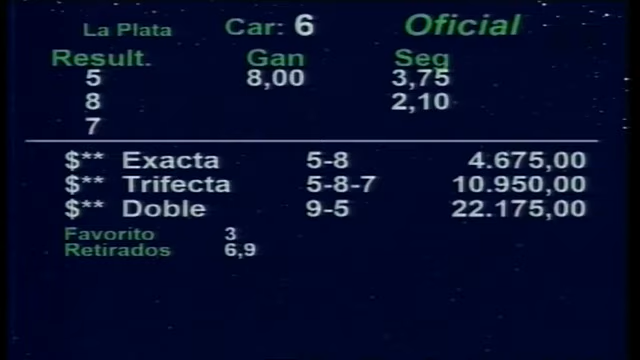 La Plata Car: 6 Oficial
Result. Gan Seg
5 8,00 3,75
8 2,10
7
$** Exacta 5-8 4.675,00
$** Trifecta 5-8-7 10.950,00
$** Doble 9-5 22.175,00
Favorito 3
Retirados 6,9